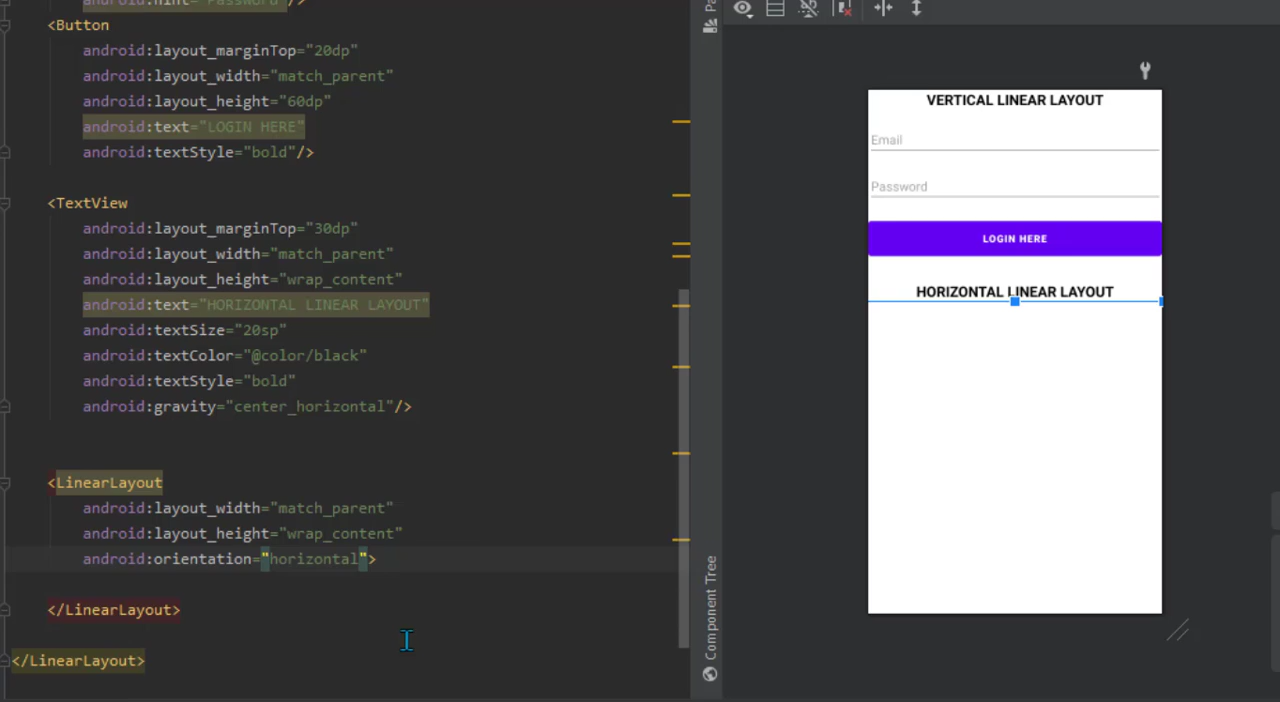 android:hint="Password"/>
<Button
android:layout_marginTop="20dp"
android:layout_width="match_parent"
android:layout_height="60dp"
android:text="LOGIN HERE"
android:textStyle="bold"/>
<TextView
android:layout_marginTop="30dp"
android:layout_width="match_parent"
android:layout_height="wrap_content"
android:text="HORIZONTAL LINEAR LAYOUT"
android:textSize="20sp"
android:textColor="@color/black"
android:textStyle="bold"
android:gravity="center_horizontal"/>
<LinearLayout
android:layout_width="match_parent"
android:layout_height="wrap_content"
android:orientation="horizontal">
</LinearLayout>
</LinearLayout>
Component Tree
VERTICAL LINEAR LAYOUT
Email
Password
LOGIN HERE
HORIZONTAL LINEAR LAYOUT